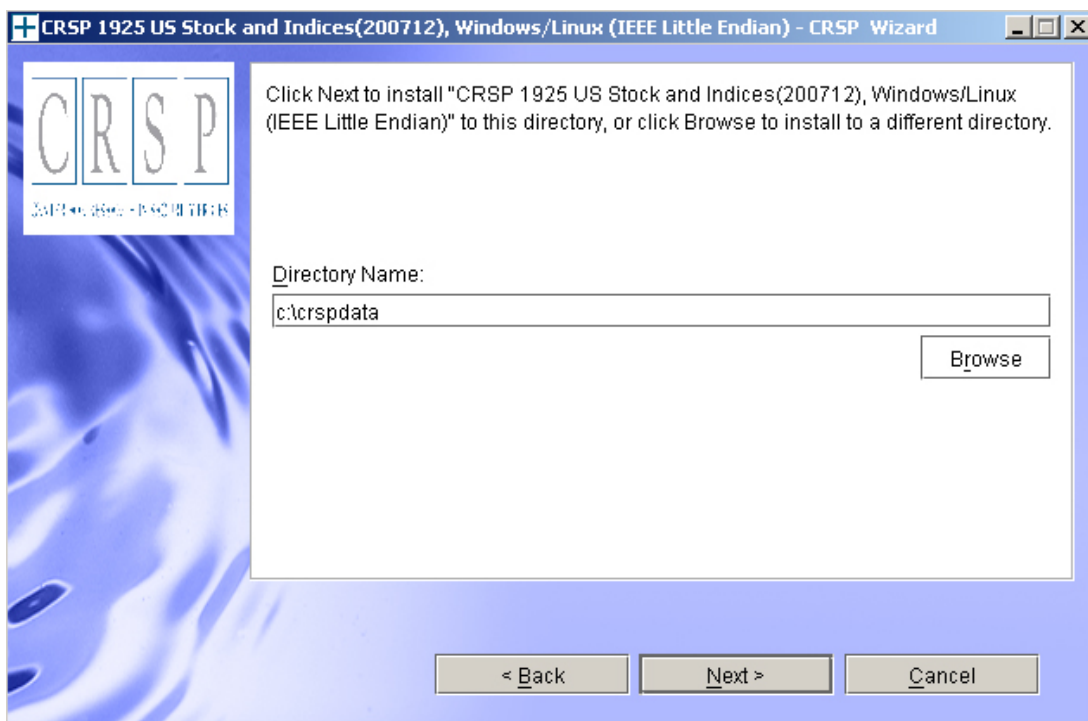 CRSP 1925 US Stock and Indices(200712), Windows/Linux (IEEE Little Endian) - CRSP Wizard
CRSP
Click Next to install "CRSP 1925 US Stock and Indices(200712), Windows/Linux
(IEEE Little Endian)" to this directory, or click Browse to install to a different directory.
Directory Name:
c:\crspdata
Browse
< Back
Next >
Cancel